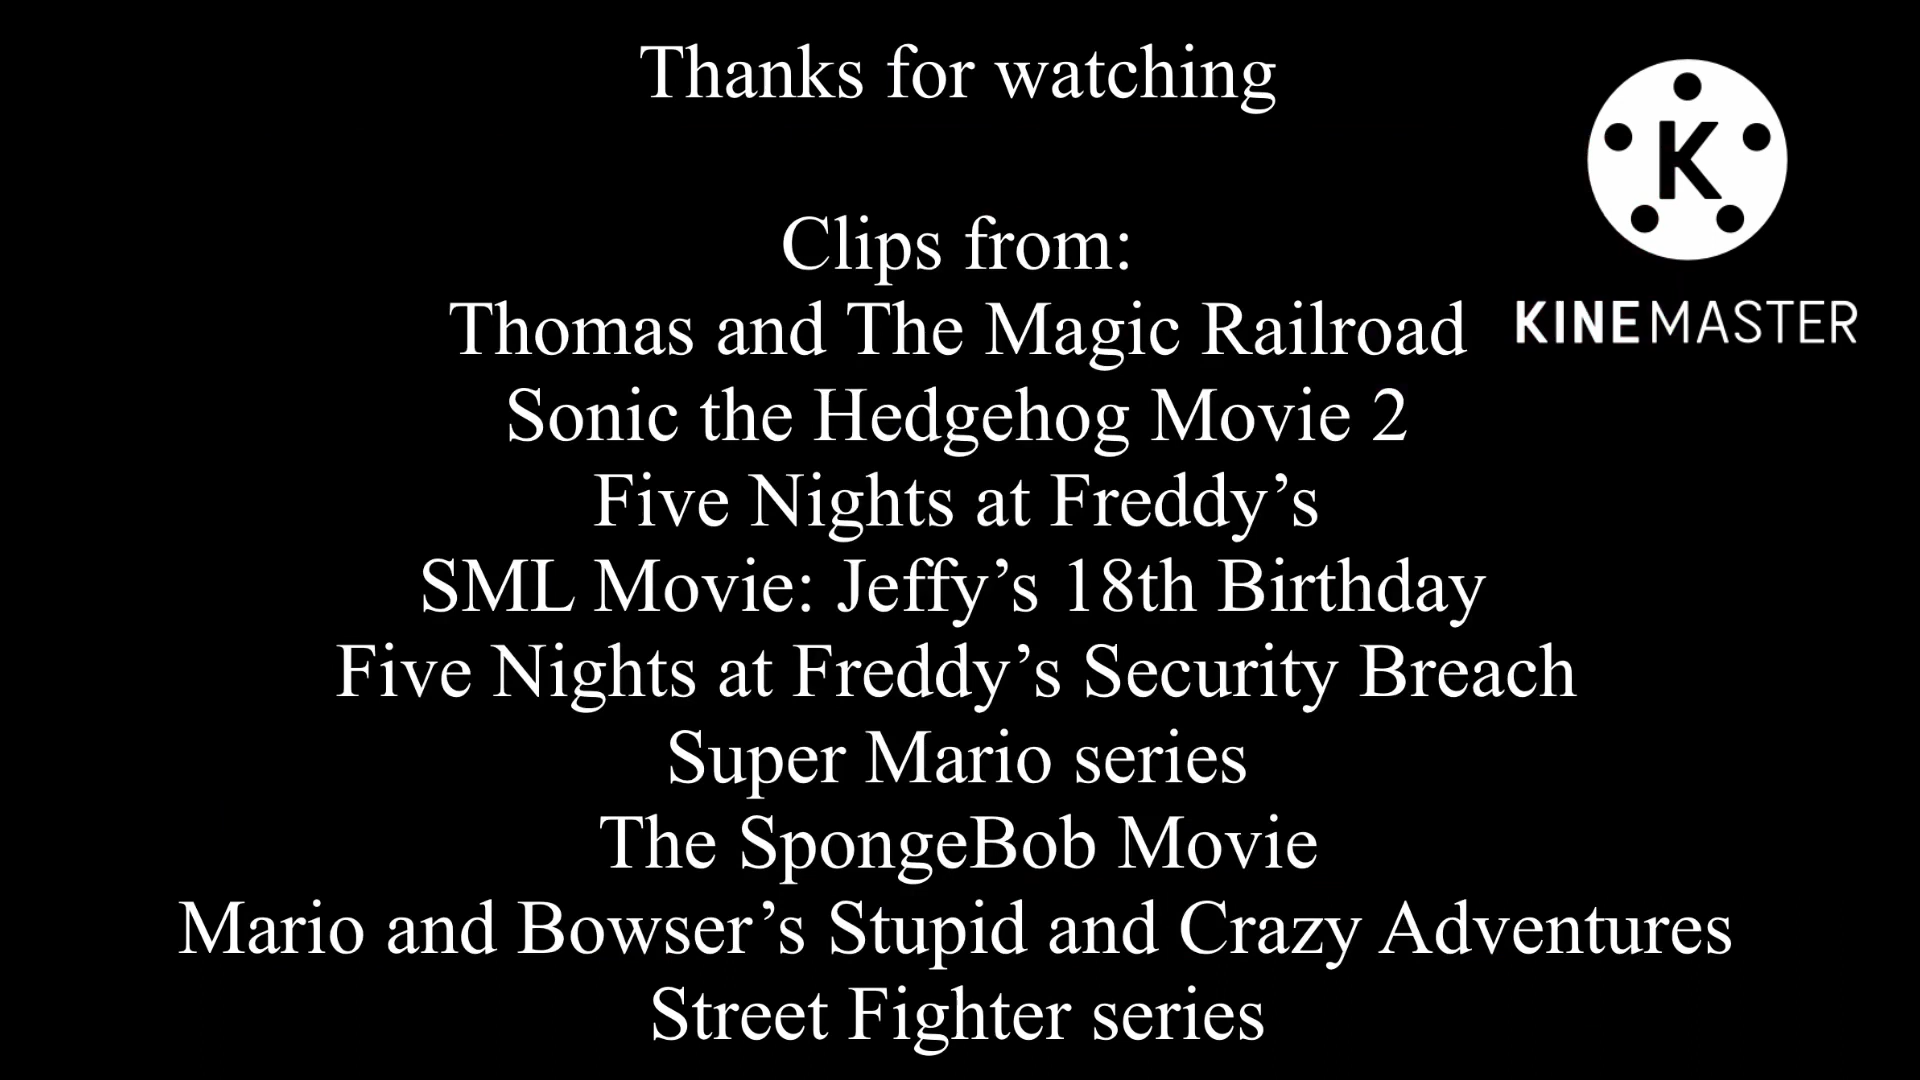 Thanks for watching
K
KINEMASTER
Clips from:
Thomas and The Magic Railroad
Sonic the Hedgehog Movie 2
Five Nights at Freddy’s
SML Movie: Jeffy’s 18th Birthday
Five Nights at Freddy’s Security Breach
Super Mario series
The SpongeBob Movie
Mario and Bowser’s Stupid and Crazy Adventures
Street Fighter series